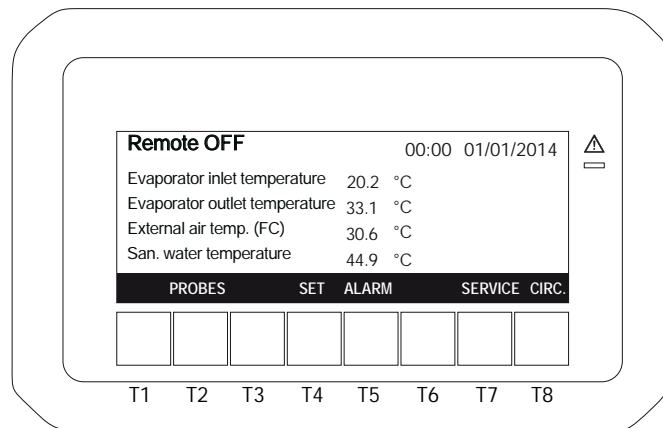 Remote OFF 00:00 01/01/2014
Evaporator inlet temperature 20.2 °C
Evaporator outlet temperature 33.1 °C
External air temp. (FC) 30.6 °C
San. water temperature 44.9 °C
PROBES SET ALARM SERVICE CIRC.
T1 T2 T3 T4 T5 T6 T7 T8